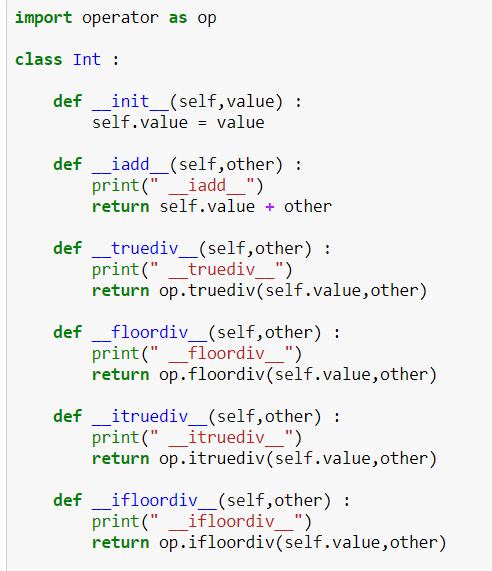 import operator as op
class Int :
def __init__(self,value) :
self.value = value
def __iadd__(self,other) :
print(" __iadd__")
return self.value + other
def __truediv__(self,other) :
print(" __truediv__")
return op.truediv(self.value,other)
def __floordiv__(self,other) :
print(" __floordiv__")
return op.floordiv(self.value,other)
def __itruediv__(self,other) :
print(" __itruediv__")
return op.itruediv(self.value,other)
def __ifloordiv__(self,other) :
print(" __ifloordiv__")
return op.ifloordiv(self.value,other)